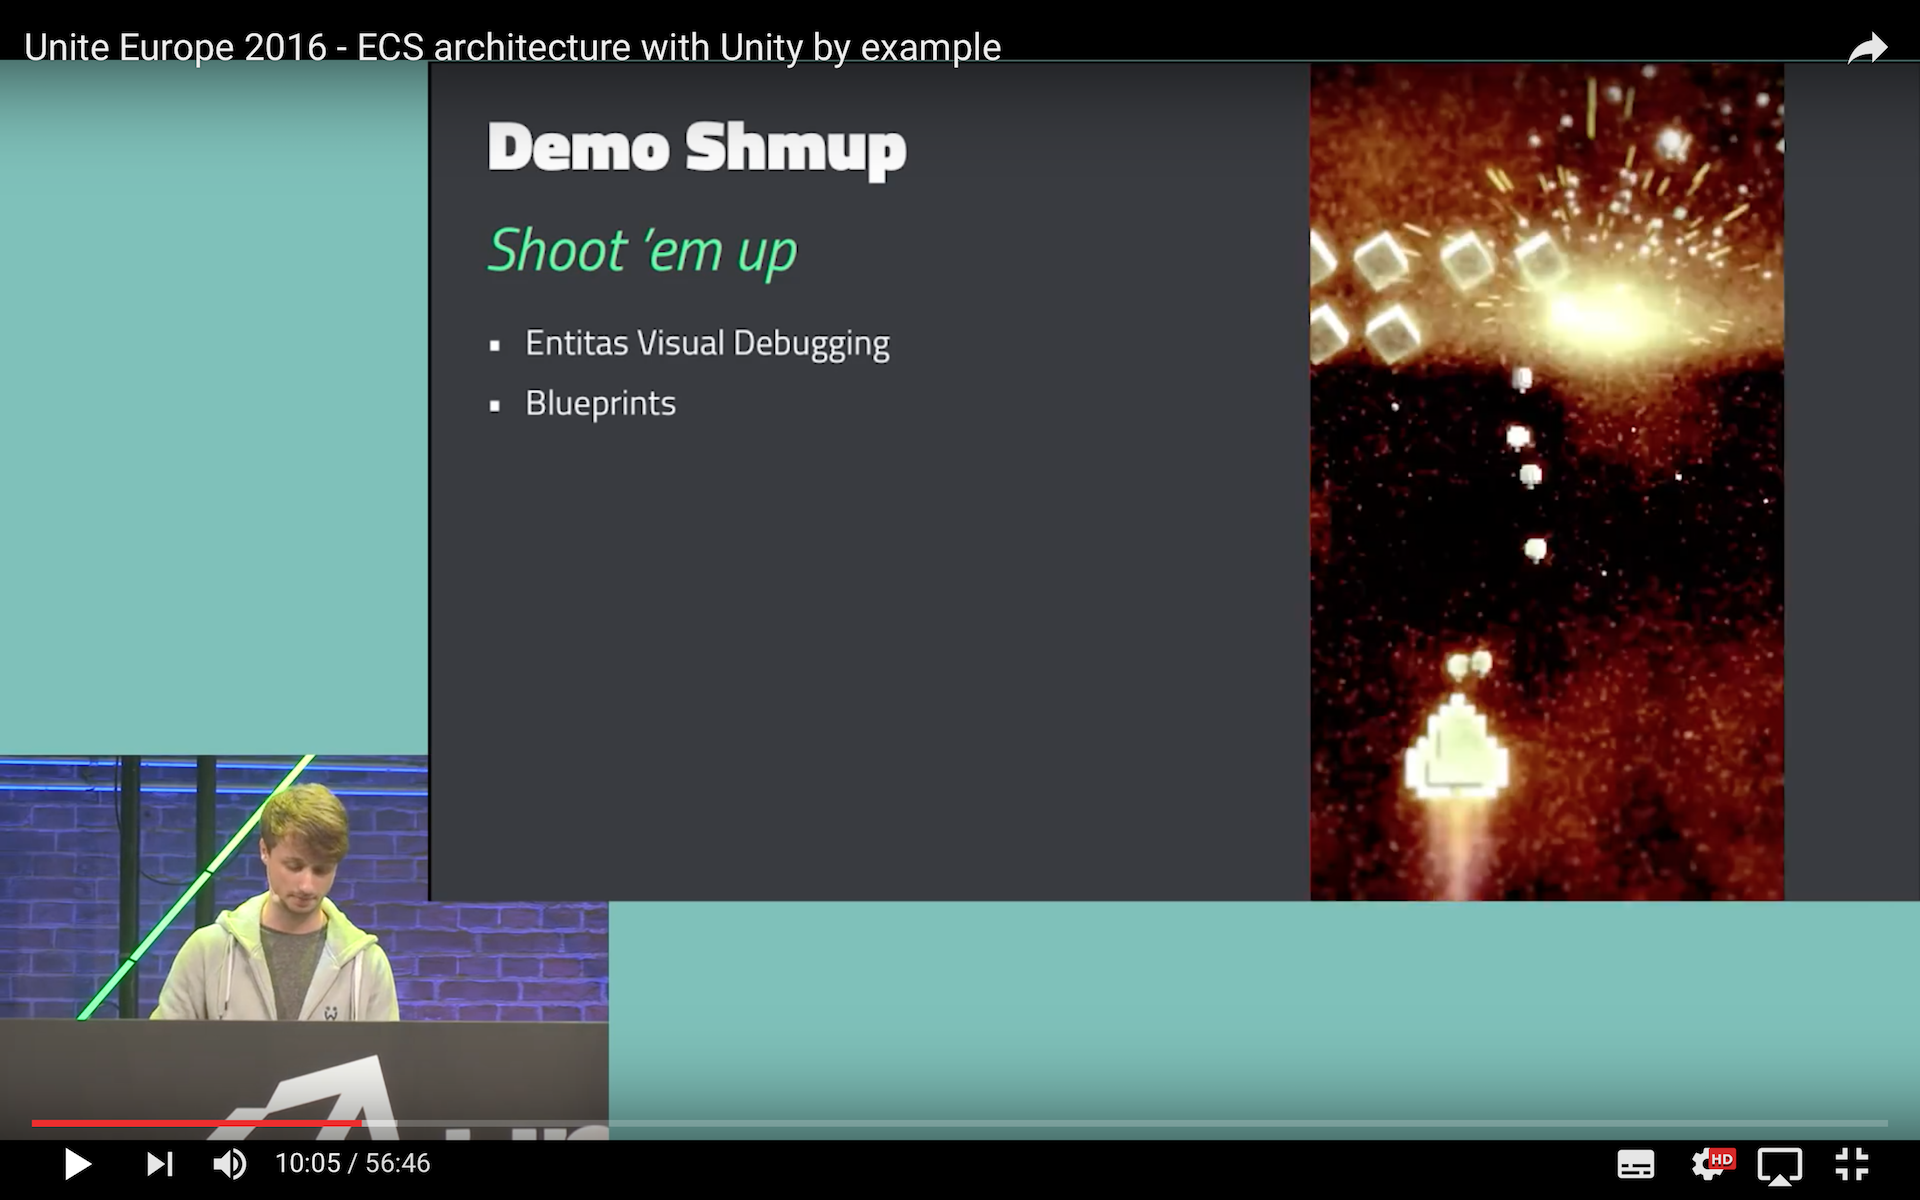 Unite Europe 2016 - ECS architecture with Unity by example
Demo Shmup
Shoot 'em up
▪ Entitas Visual Debugging
▪ Blueprints
10:05 / 56:46
HD